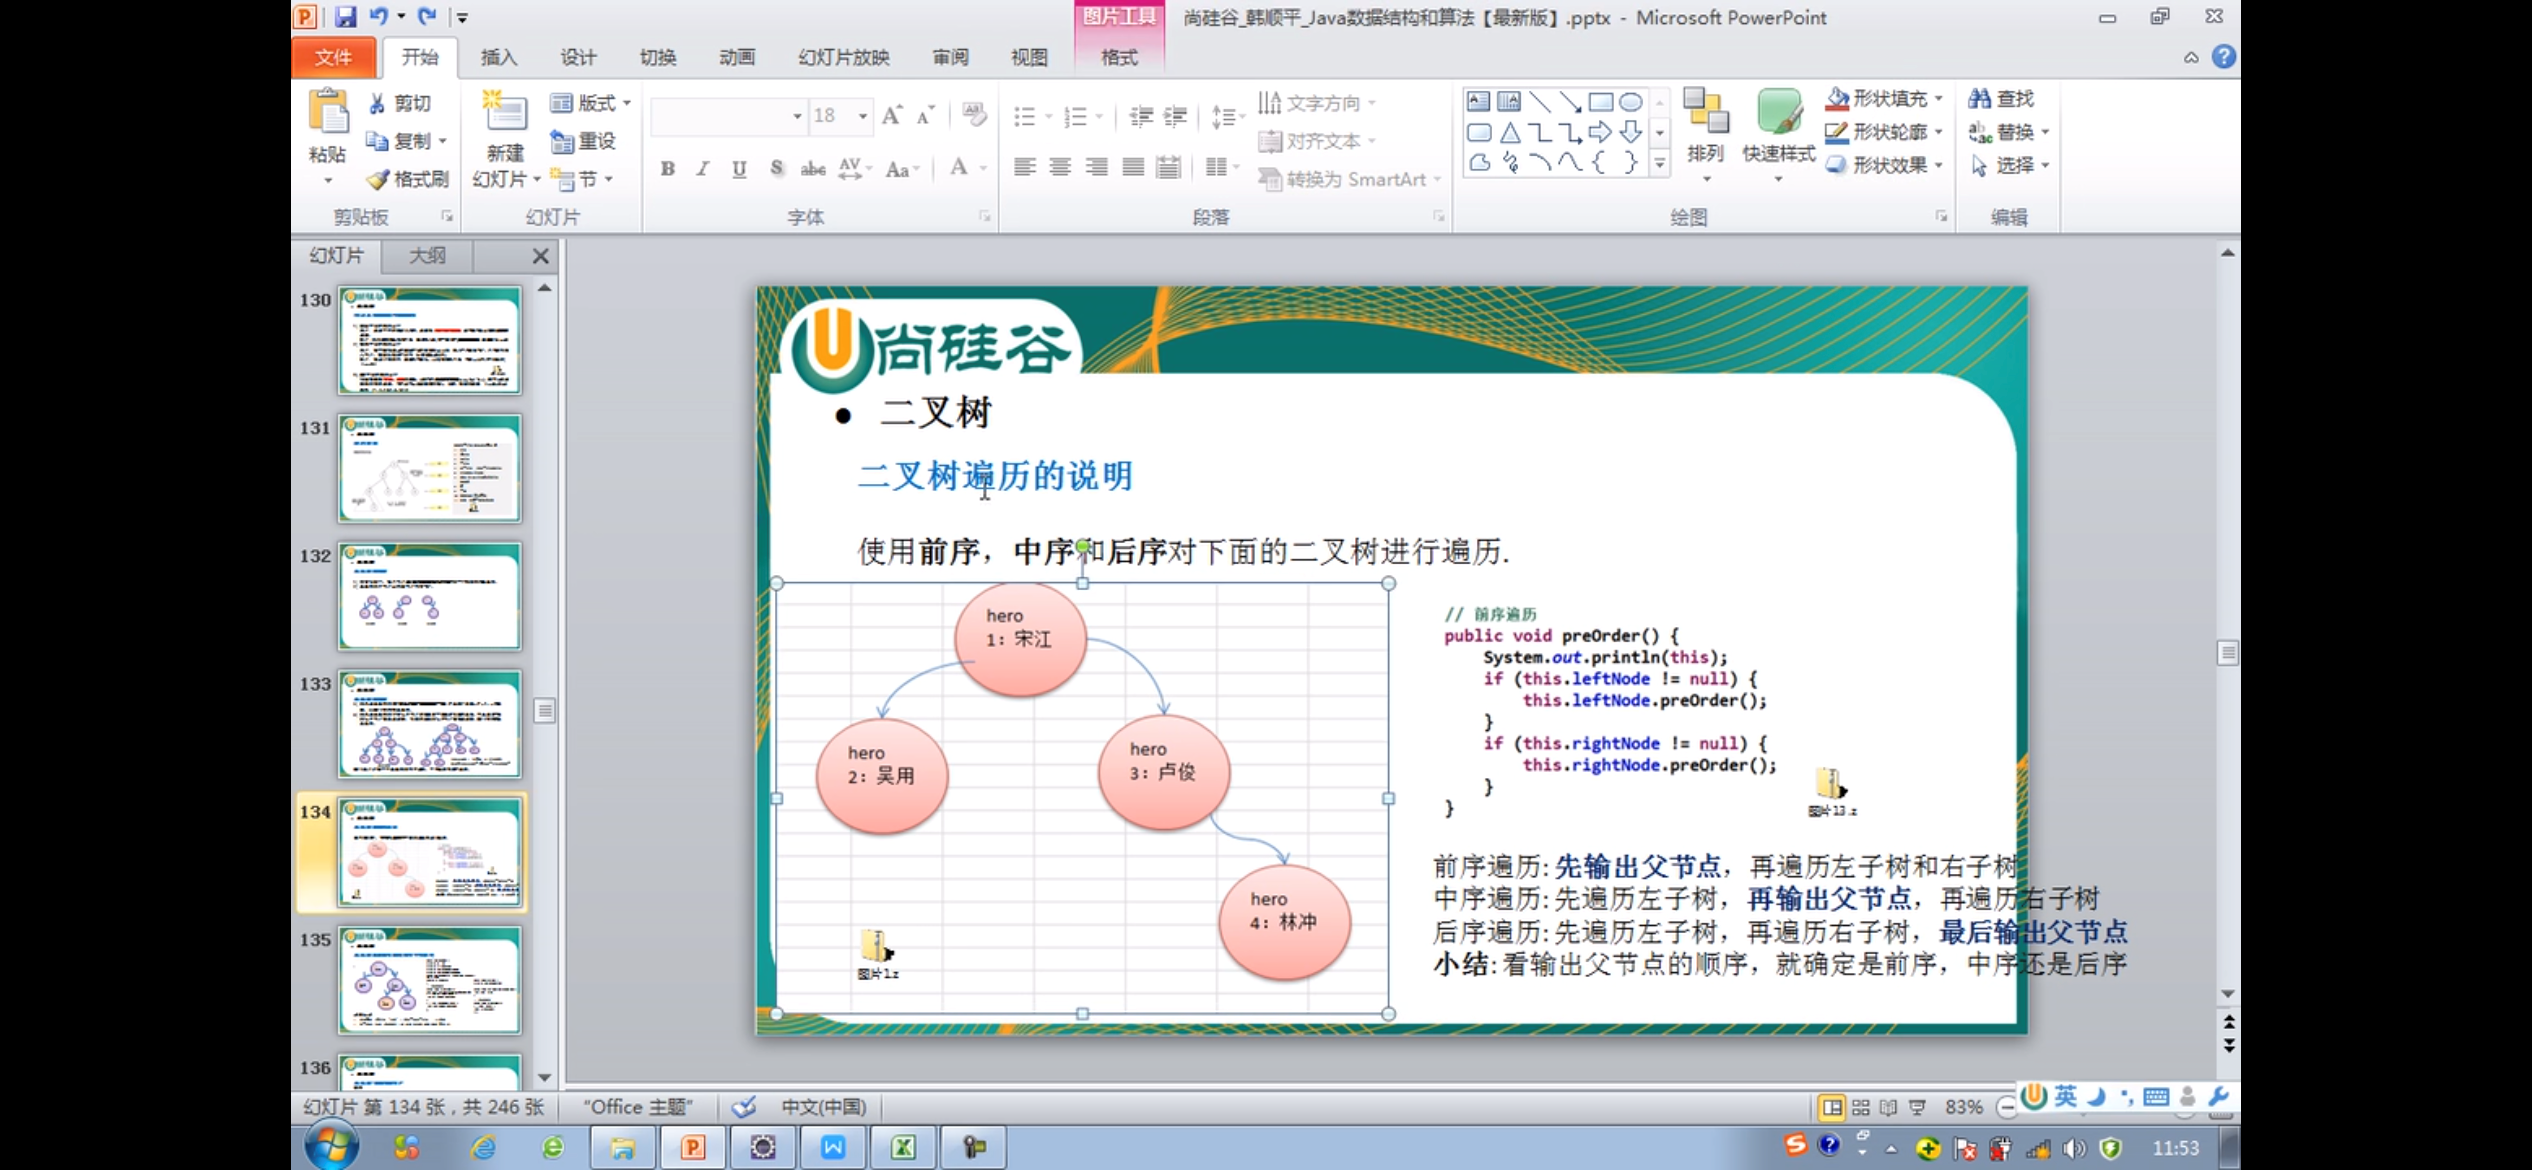 尚硅谷_韩顺平_Java数据结构和算法【最新版】.pptx - Microsoft PowerPoint
图片工具
文件 开始 插入 设计 切换 动画 幻灯片放映 审阅 视图 格式
粘贴
剪切
复制
格式刷
剪贴板
新建
幻灯片
版式
重设
节
幻灯片
18
B I U S abc AV Aa A
字体
文字方向
对齐文本
转换为 SmartArt
段落
排列
快速样式
形状填充
形状轮廓
形状效果
绘图
查找
替换
选择
编辑
幻灯片 大纲
130
131
132
133
134
135
136
尚硅谷
• 二叉树
二叉树遍历的说明
使用前序，中序和后序对下面的二叉树进行遍历.
hero
1：宋江
hero
2：吴用
hero
3：卢俊
hero
4：林冲
图片1.z
// 前序遍历
public void preOrder() {
System.out.println(this);
if (this.leftNode != null) {
this.leftNode.preOrder();
}
if (this.rightNode != null) {
this.rightNode.preOrder();
}
}
图片13.z
前序遍历: 先输出父节点，再遍历左子树和右子树
中序遍历: 先遍历左子树，再输出父节点，再遍历右子树
后序遍历: 先遍历左子树，再遍历右子树，最后输出父节点
小结: 看输出父节点的顺序，就确定是前序，中序还是后序
幻灯片 第 134 张，共 246 张 "Office 主题" 中文(中国)
83%
英
11:53